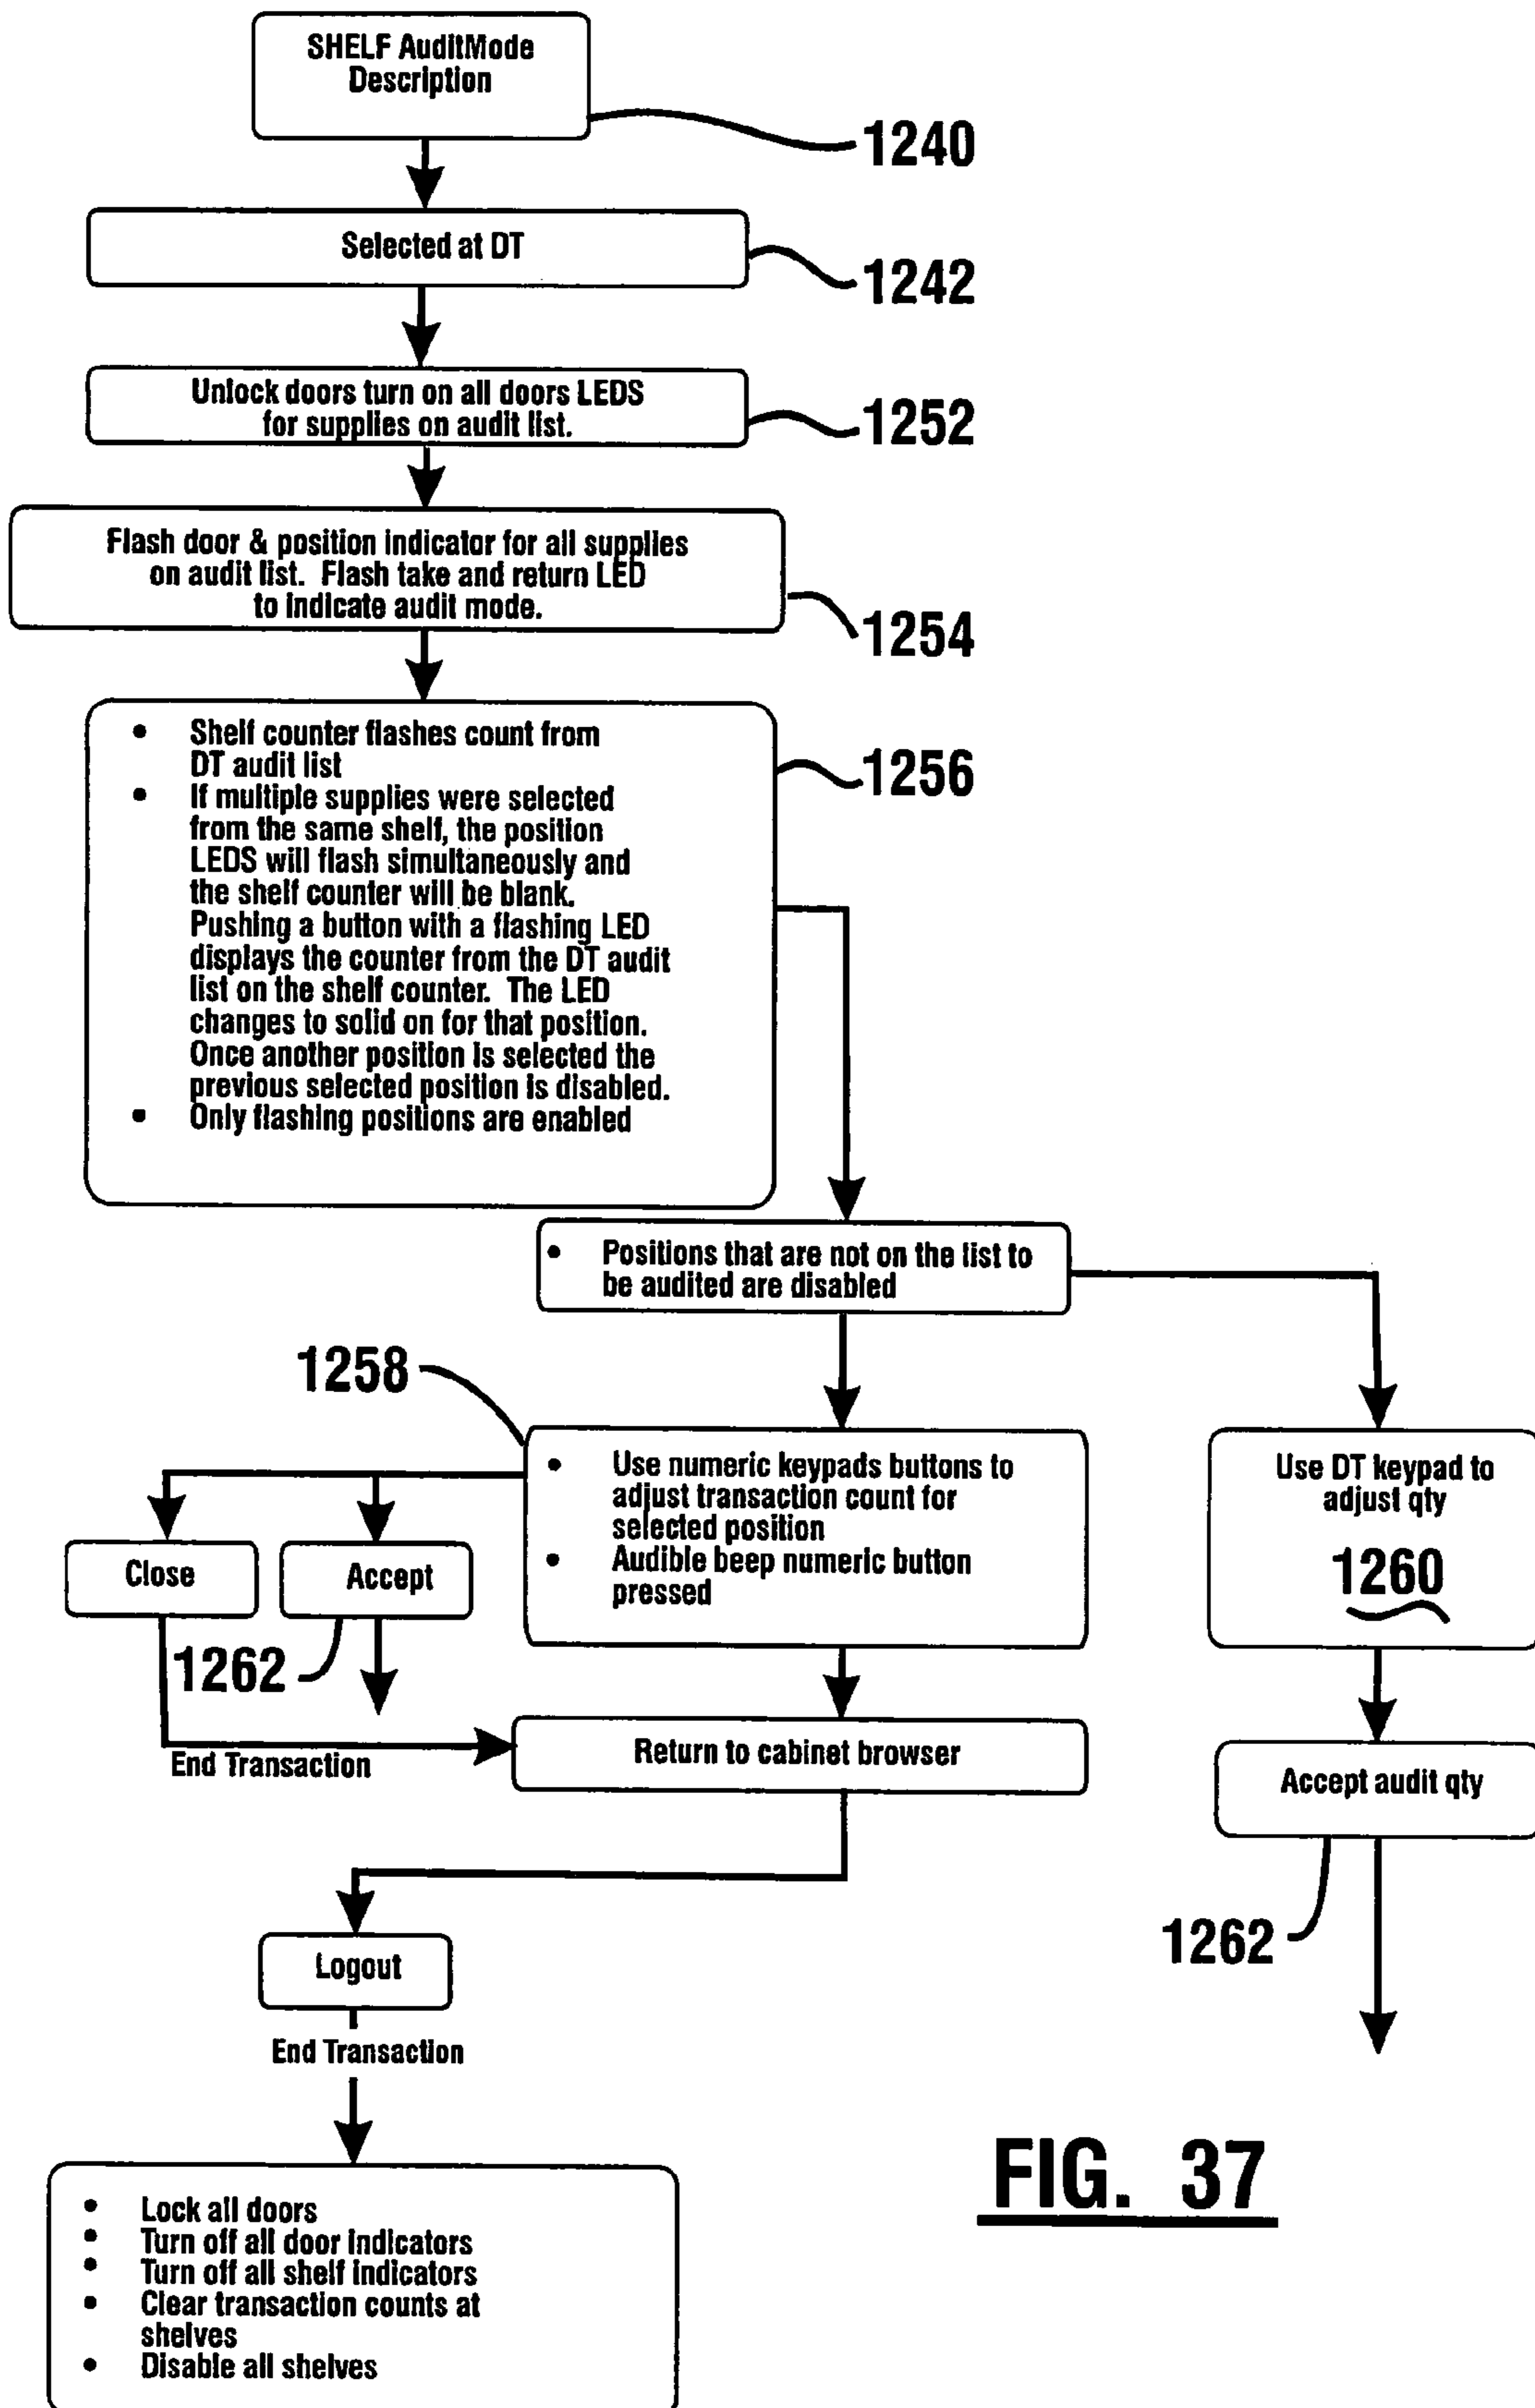 SHELF AuditMode
Description
1240
Selected at DT
1242
Unlock doors turn on all doors LEDS
for supplies on audit list.
1252
Flash door & position indicator for all supplies
on audit list. Flash take and return LED
to indicate audit mode.
1254
• Shelf counter flashes count from
DT audit list
• If multiple supplies were selected
from the same shelf, the position
LEDS will flash simultaneously and
the shelf counter will be blank.
Pushing a button with a flashing LED
displays the counter from the DT audit
list on the shelf counter. The LED
changes to solid on for that position.
Once another position is selected the
previous selected position is disabled.
• Only flashing positions are enabled
1256
• Positions that are not on the list to
be audited are disabled
1258
• Use numeric keypads buttons to
adjust transaction count for
selected position
• Audible beep numeric button
pressed
Use DT keypad to
adjust qty
1260
Close
Accept
1262
End Transaction
Return to cabinet browser
Accept audit qty
1262
Logout
End Transaction
• Lock all doors
• Turn off all door indicators
• Turn off all shelf indicators
• Clear transaction counts at
shelves
• Disable all shelves
FIG. 37